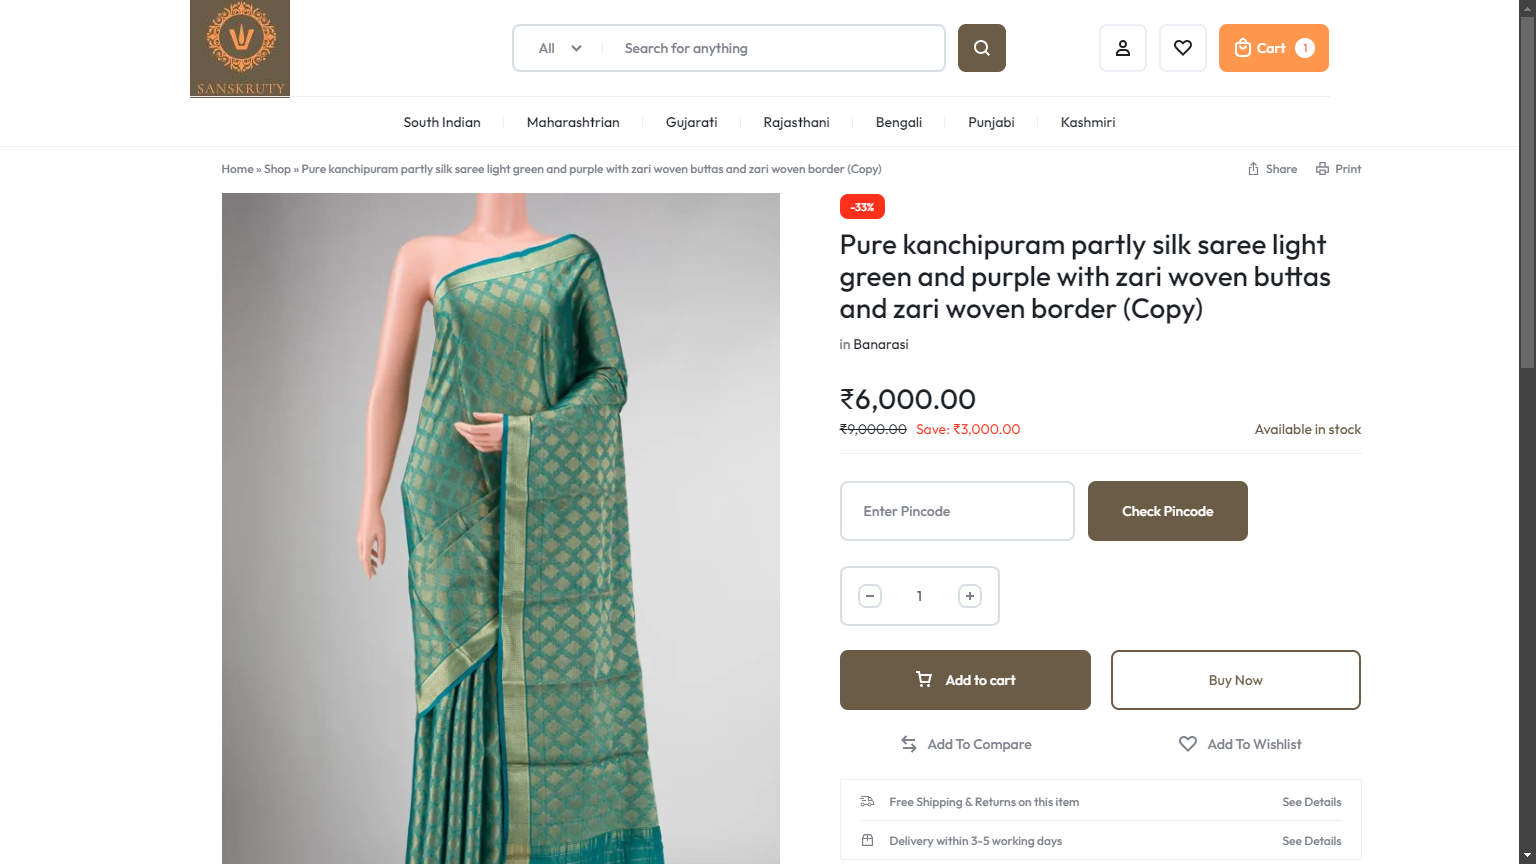 SANSKRUTY
All
Search for anything
Cart 1
South Indian
Maharashtrian
Gujarati
Rajasthani
Bengali
Punjabi
Kashmiri
Home » Shop » Pure kanchipuram partly silk saree light green and purple with zari woven buttas and zari woven border (Copy)
Share
Print
-33%
Pure kanchipuram partly silk saree light
green and purple with zari woven buttas
and zari woven border (Copy)
in Banarasi
₹6,000.00
₹9,000.00 Save: ₹3,000.00
Available in stock
Enter Pincode
Check Pincode
1
Add to cart
Buy Now
Add To Compare
Add To Wishlist
Free Shipping & Returns on this item
See Details
Delivery within 3-5 working days
See Details